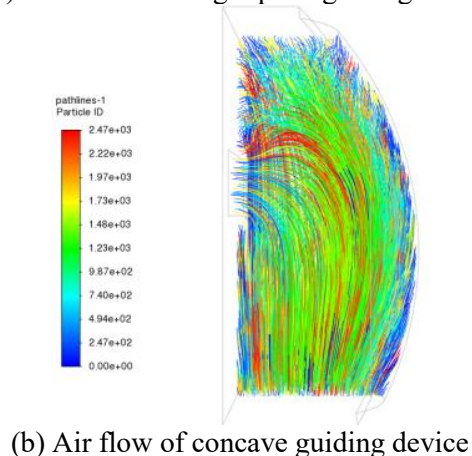 pathlines-1
Particle ID
2.47e+03
2.22e+03
1.97e+03
1.73e+03
1.48e+03
1.23e+03
9.87e+02
7.40e+02
4.94e+02
2.47e+02
0.00e+00
(b) Air flow of concave guiding device